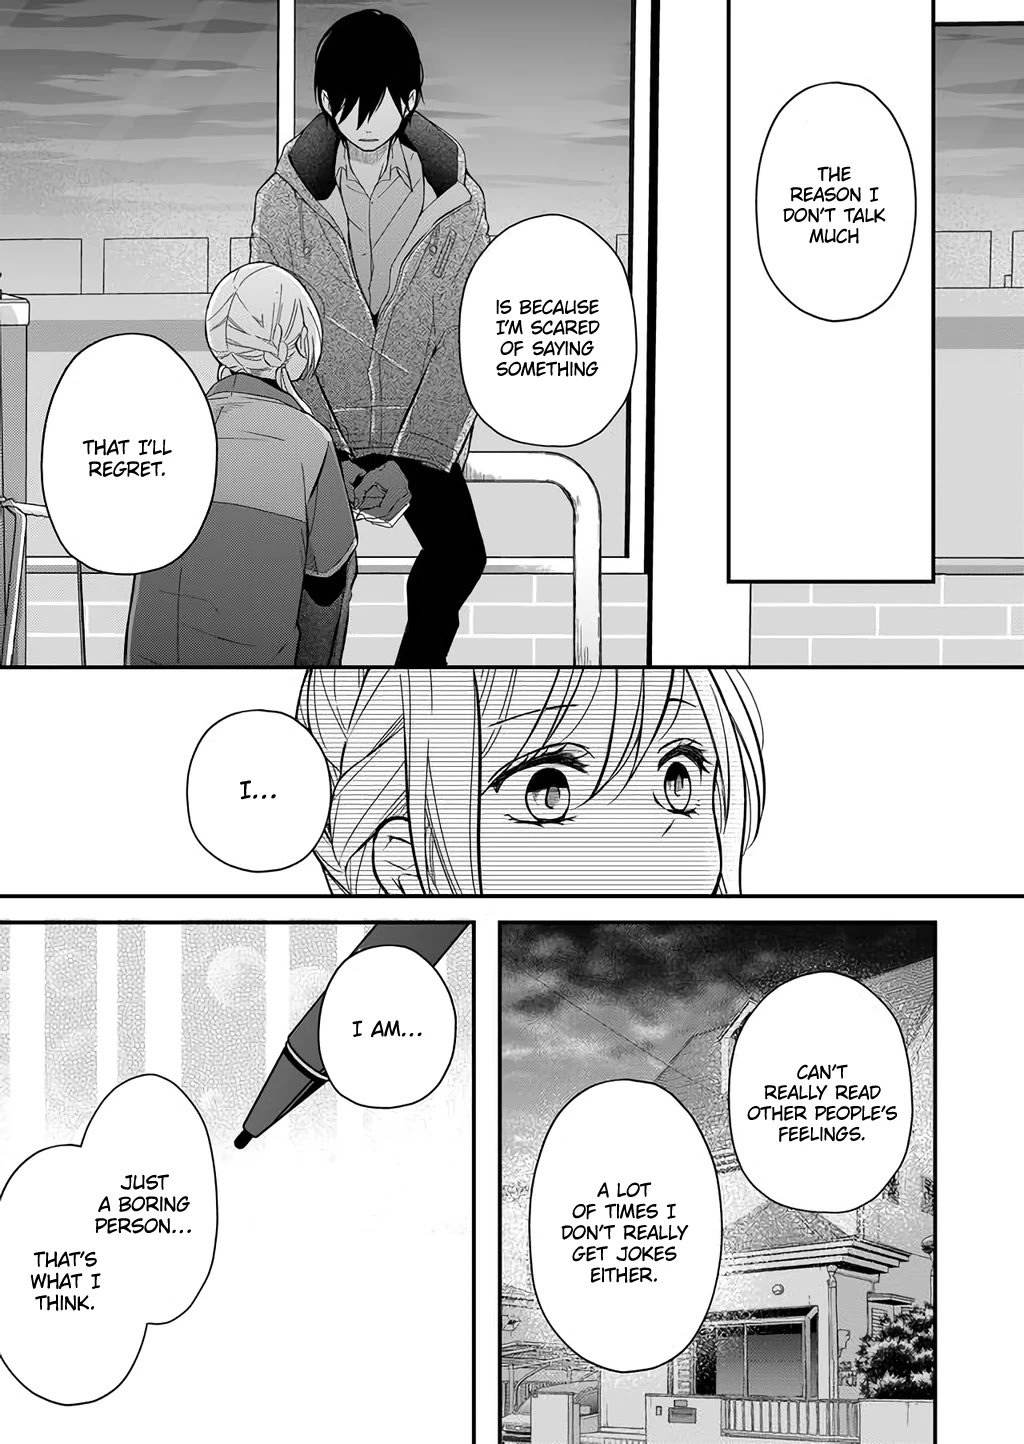 THE
REASON I
DON'T TALK
MUCH
IS BECAUSE
I'M SCARED
OF SAYING
SOMETHING
THAT I'LL
REGRET.
I...
CAN'T
REALLY READ
OTHER PEOPLE'S
FEELINGS.
A LOT
OF TIMES I
DON'T REALLY
GET JOKES
EITHER.
I AM...
JUST
A BORING
PERSON...
THAT'S
WHAT I
THINK.